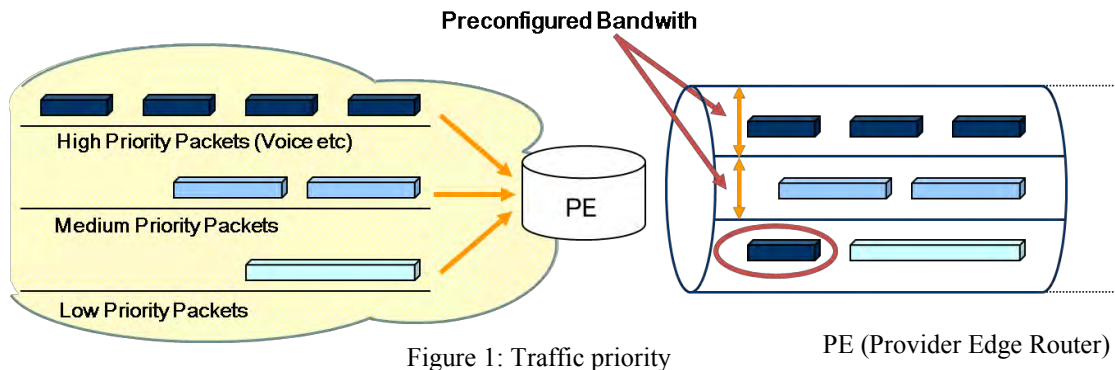 Preconfigured Bandwith
High Priority Packets (Voice etc)
Medium Priority Packets
Low Priority Packets
PE
PE (Provider Edge Router)
Figure 1: Traffic priority